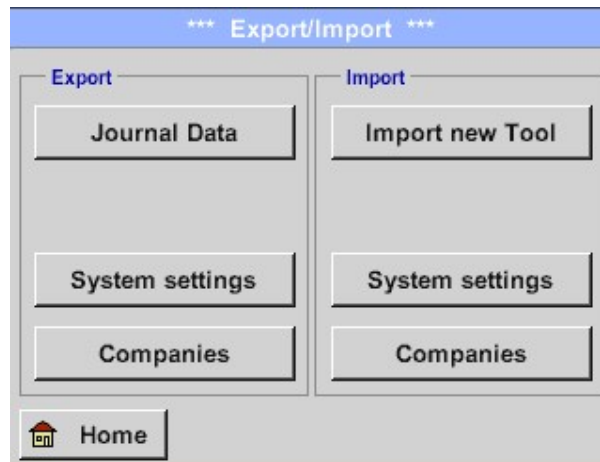 *** Export/Import ***
Export
Journal Data
System settings
Companies
Import
Import new Tool
System settings
Companies
Home